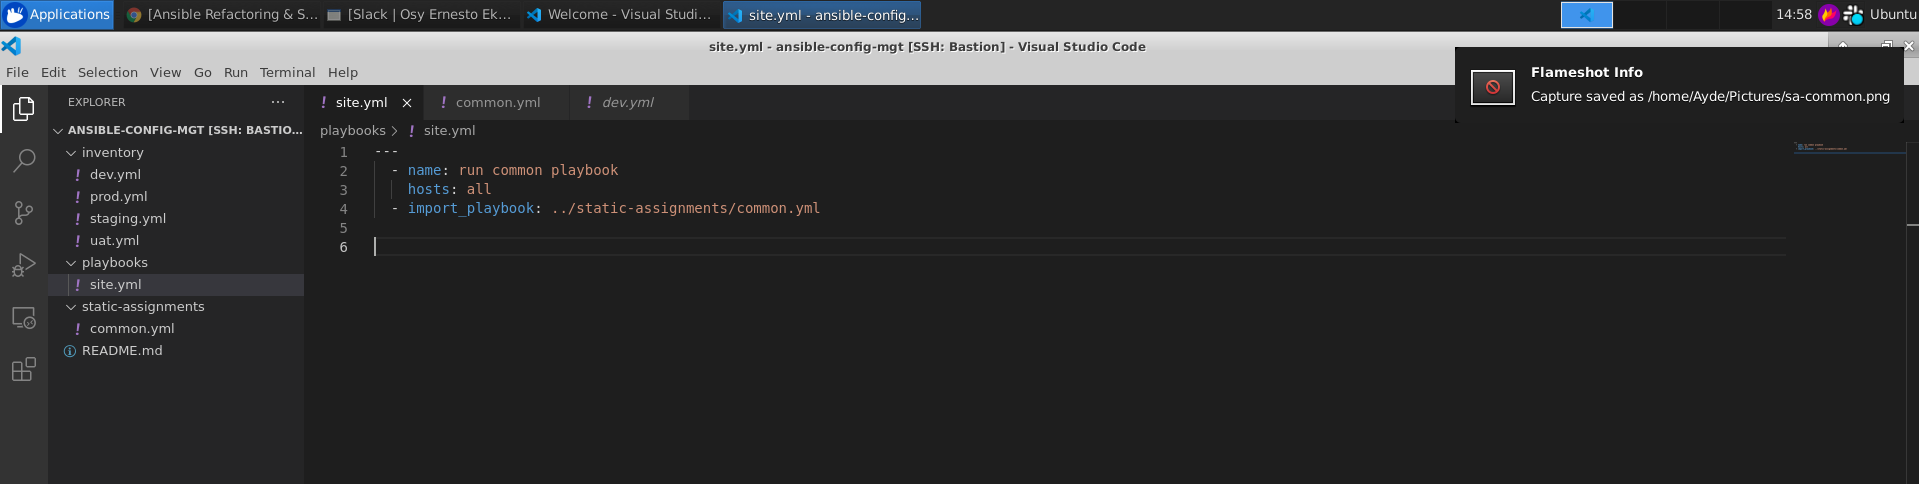 Applications [Ansible Refactoring & S... [Slack | Osy Ernesto Ek... Welcome - Visual Studi... site.yml - ansible-config... 14:58 Ubuntu
site.yml - ansible-config-mgt [SSH: Bastion] - Visual Studio Code
File Edit Selection View Go Run Terminal Help
Flameshot Info
Capture saved as /home/Ayde/Pictures/sa-common.png
EXPLORER ...
ANSIBLE-CONFIG-MGT [SSH: BASTIO...
inventory
! dev.yml
! prod.yml
! staging.yml
! uat.yml
playbooks
! site.yml
static-assignments
! common.yml
README.md
! site.yml × ! common.yml ! dev.yml
playbooks > ! site.yml
1 ---
2 - name: run common playbook
3 hosts: all
4 - import_playbook: ../static-assignments/common.yml
5
6